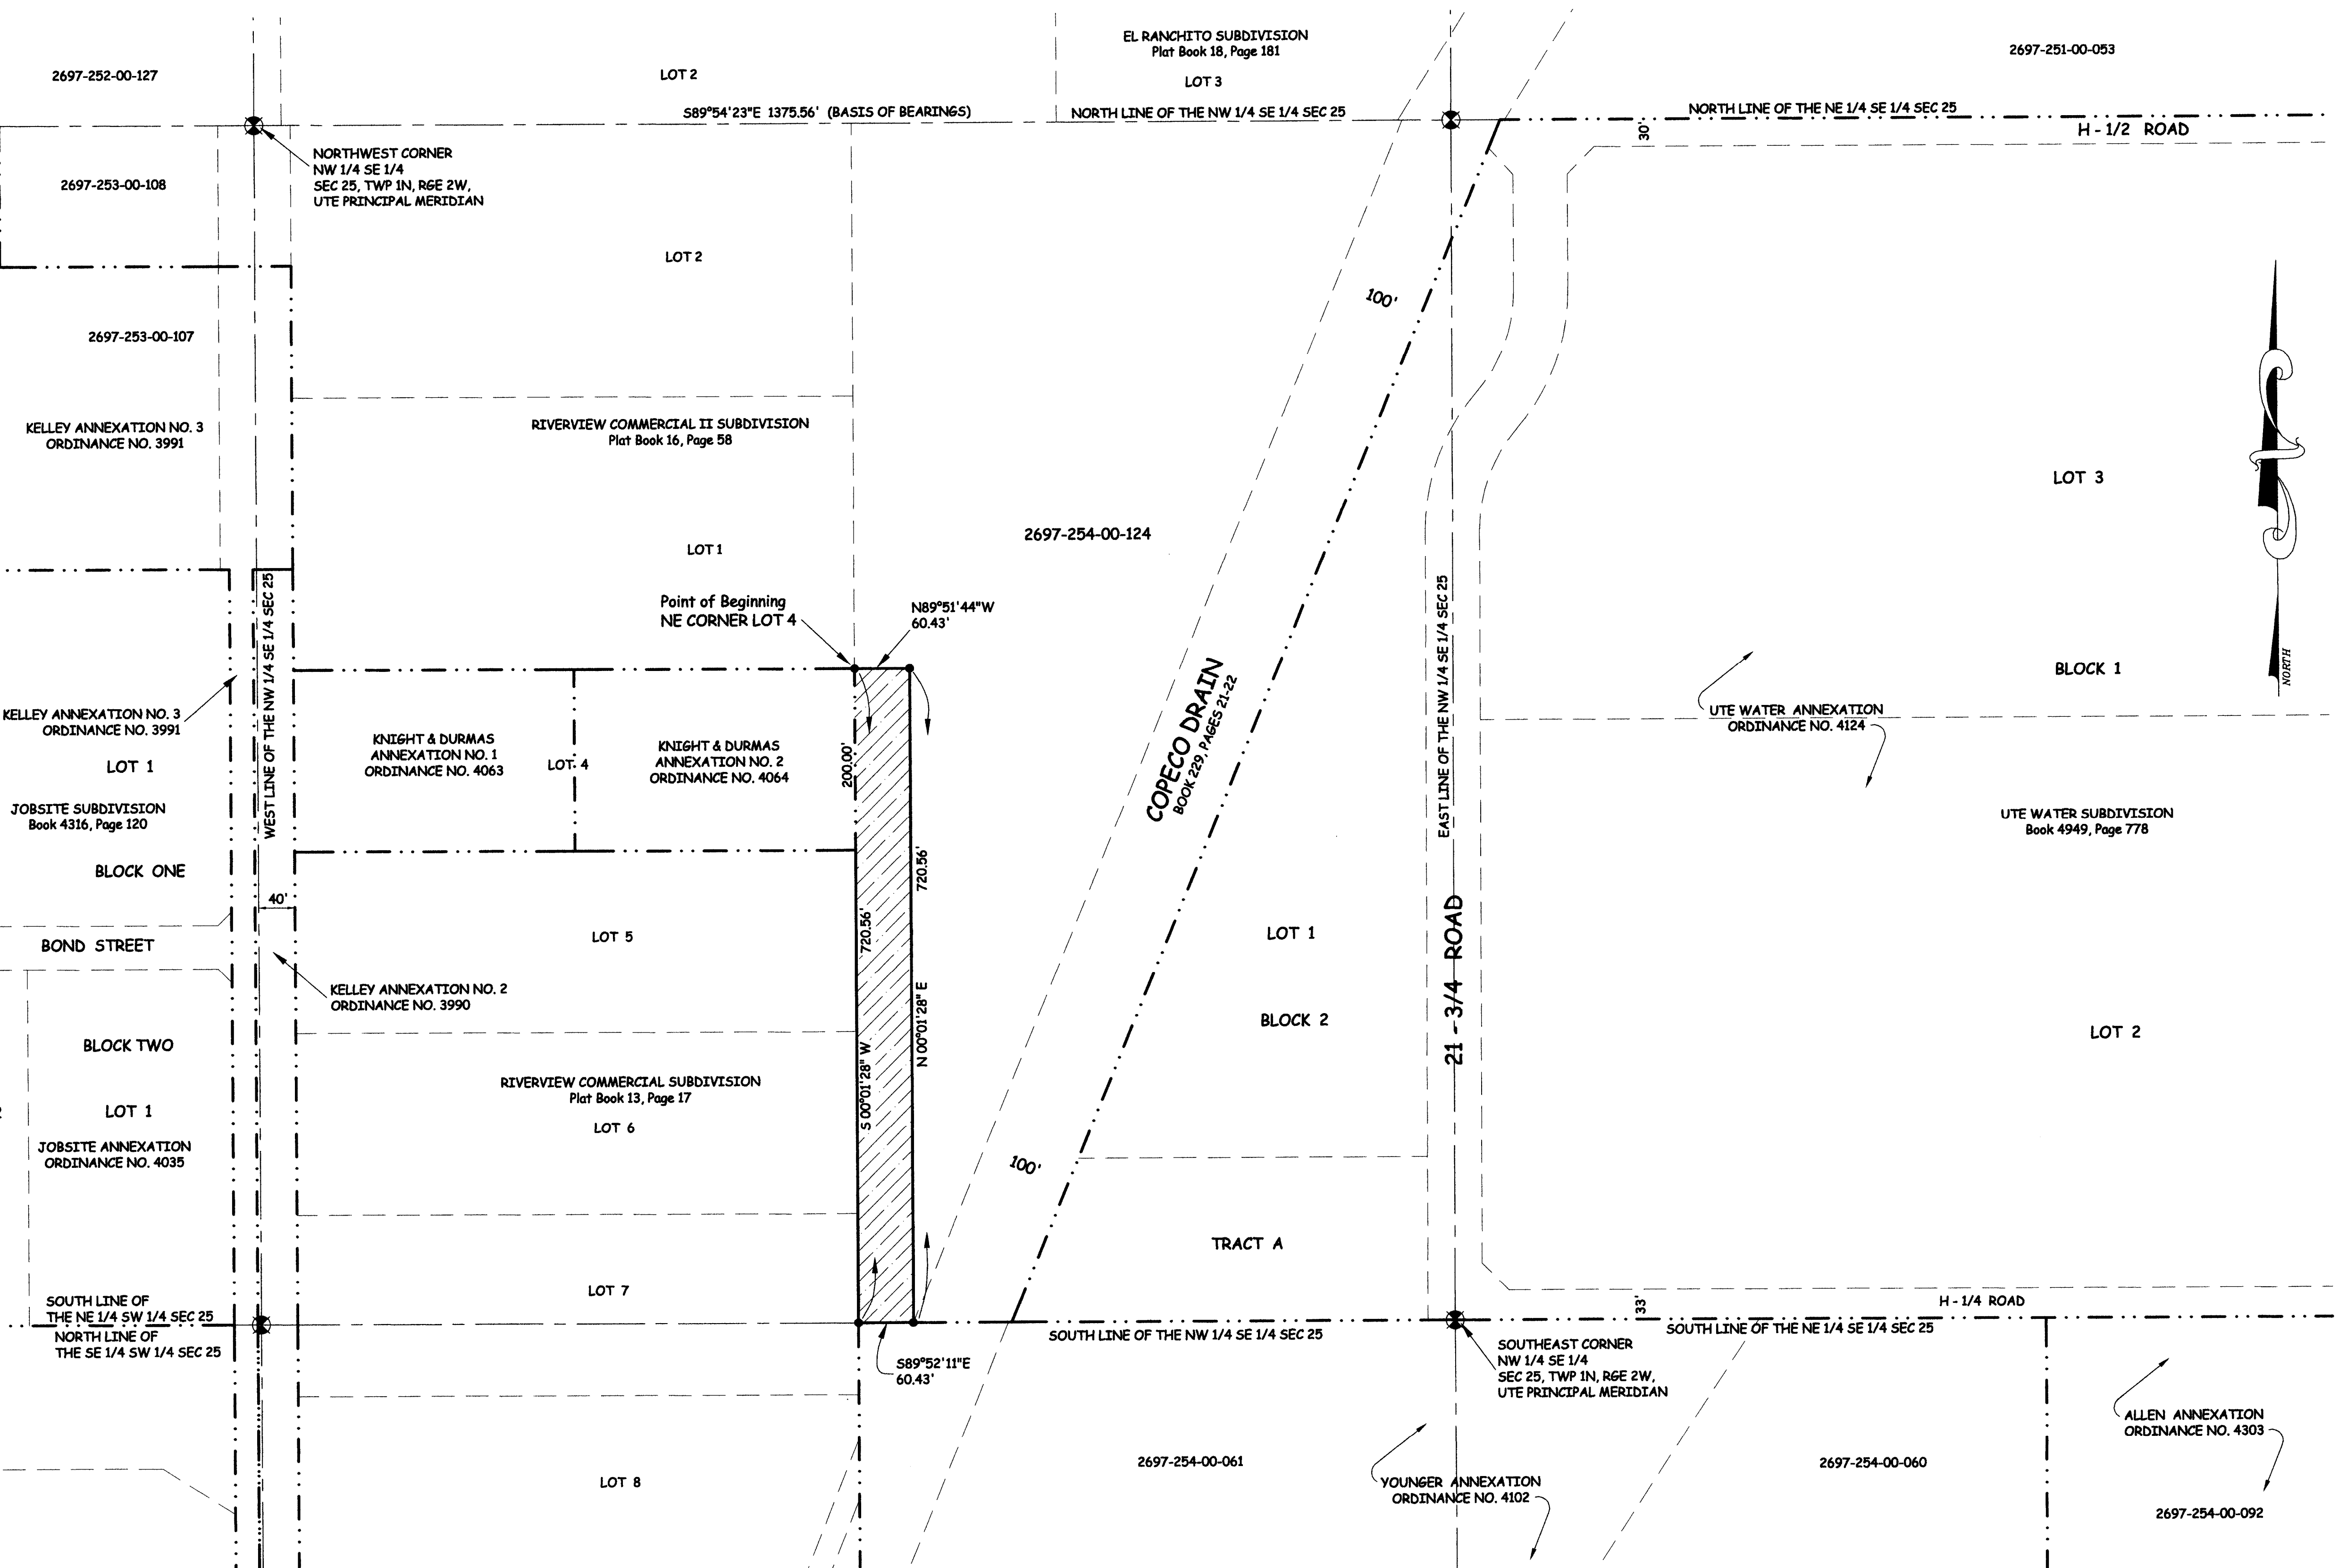 EL RANCHITO SUBDIVISION
Plat Book 18, Page 181
LOT 3
2697-251-00-053
2697-252-00-127
LOT 2
S89°54'23"E 1375.56' (BASIS OF BEARINGS)
NORTH LINE OF THE NW 1/4 SE 1/4 SEC 25
NORTH LINE OF THE NE 1/4 SE 1/4 SEC 25
30'
H - 1/2 ROAD
NORTHWEST CORNER
NW 1/4 SE 1/4
SEC 25, TWP 1N, RGE 2W,
UTE PRINCIPAL MERIDIAN
2697-253-00-108
LOT 2
100'
2697-253-00-107
KELLEY ANNEXATION NO. 3
ORDINANCE NO. 3991
RIVERVIEW COMMERCIAL II SUBDIVISION
Plat Book 16, Page 58
LOT 3
LOT 1
2697-254-00-124
WEST LINE OF THE NW 1/4 SE 1/4 SEC 25
EAST LINE OF THE NW 1/4 SE 1/4 SEC 25
Point of Beginning
NE CORNER LOT 4
N89°51'44"W
60.43'
NORTH
BLOCK 1
COPECO DRAIN
BOOK 229, PAGES 21-22
UTE WATER ANNEXATION
ORDINANCE NO. 4124
KELLEY ANNEXATION NO. 3
ORDINANCE NO. 3991
KNIGHT & DURMAS
ANNEXATION NO. 1
ORDINANCE NO. 4063
LOT 4
KNIGHT & DURMAS
ANNEXATION NO. 2
ORDINANCE NO. 4064
200.00'
LOT 1
JOBSITE SUBDIVISION
Book 4316, Page 120
UTE WATER SUBDIVISION
Book 4949, Page 778
BLOCK ONE
720.56'
40'
BOND STREET
LOT 5
720.56'
LOT 1
21 - 3/4 ROAD
KELLEY ANNEXATION NO. 2
ORDINANCE NO. 3990
N 00°01'28" E
S 00°01'28" W
BLOCK 2
LOT 2
BLOCK TWO
RIVERVIEW COMMERCIAL SUBDIVISION
Plat Book 13, Page 17
LOT 6
LOT 1
JOBSITE ANNEXATION
ORDINANCE NO. 4035
100'
TRACT A
LOT 7
SOUTH LINE OF
THE NE 1/4 SW 1/4 SEC 25
NORTH LINE OF
THE SE 1/4 SW 1/4 SEC 25
33'
H - 1/4 ROAD
SOUTH LINE OF THE NW 1/4 SE 1/4 SEC 25
SOUTH LINE OF THE NE 1/4 SE 1/4 SEC 25
S89°52'11"E
60.43'
SOUTHEAST CORNER
NW 1/4 SE 1/4
SEC 25, TWP 1N, RGE 2W,
UTE PRINCIPAL MERIDIAN
ALLEN ANNEXATION
ORDINANCE NO. 4303
LOT 8
2697-254-00-061
YOUNGER ANNEXATION
ORDINANCE NO. 4102
2697-254-00-060
2697-254-00-092